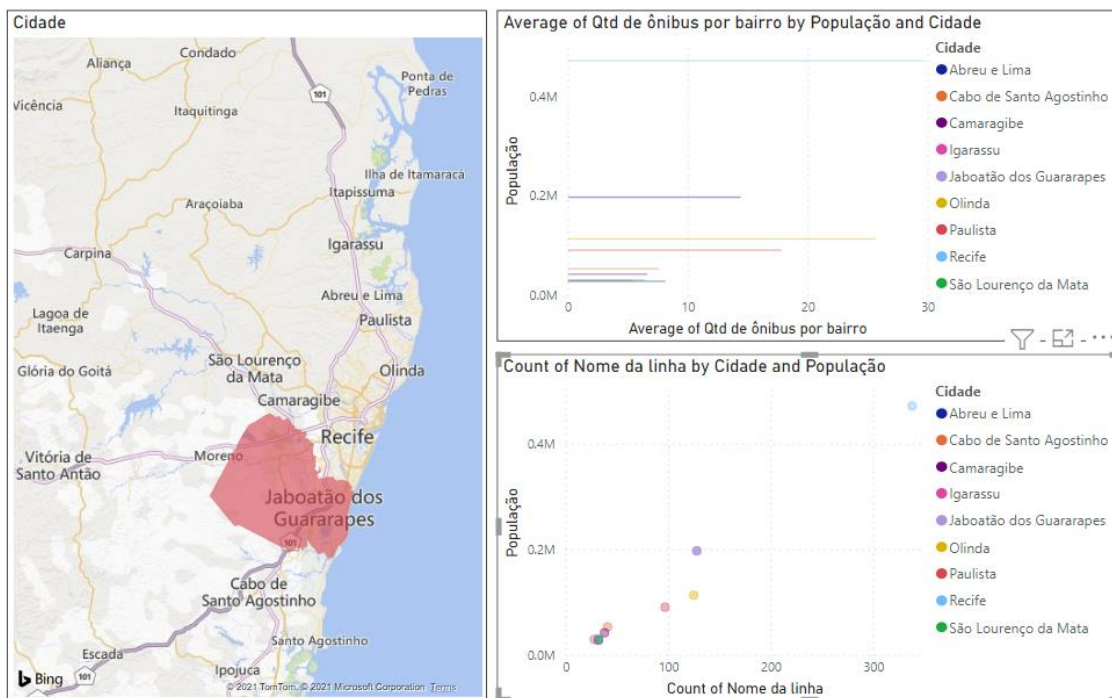 Cidade
Aliança
Condado
101
Ponta de
Pedras
Vicência
Itaquitinga
Ilha de Itamaracá
Itapissuma
Araçoiaba
Igarassu
Carpina
Abreu e Lima
Lagoa de
Itaenga
Paulista
São Lourenço
da Mata
Olinda
Glória do Goitá
Camaragibe
Recife
Moreno
Vitória de
Santo Antão
Jaboatão dos
Guararapes
101
Cabo de
Santo Agostinho
Santo Agostinho
Escada
101
Ipojuca
Bing
© 2021 TomTom, © 2021 Microsoft Corporation Terms
Average of Qtd de ônibus por bairro by População and Cidade
População
0.4M
0.2M
0.0M
0
10
20
30
Average of Qtd de ônibus por bairro
Cidade
Abreu e Lima
Cabo de Santo Agostinho
Camaragibe
Igarassu
Jaboatão dos Guararapes
Olinda
Paulista
Recife
São Lourenço da Mata
Count of Nome da linha by Cidade and População
População
0.4M
0.2M
0.0M
0
100
200
300
Count of Nome da linha
Cidade
Abreu e Lima
Cabo de Santo Agostinho
Camaragibe
Igarassu
Jaboatão dos Guararapes
Olinda
Paulista
Recife
São Lourenço da Mata